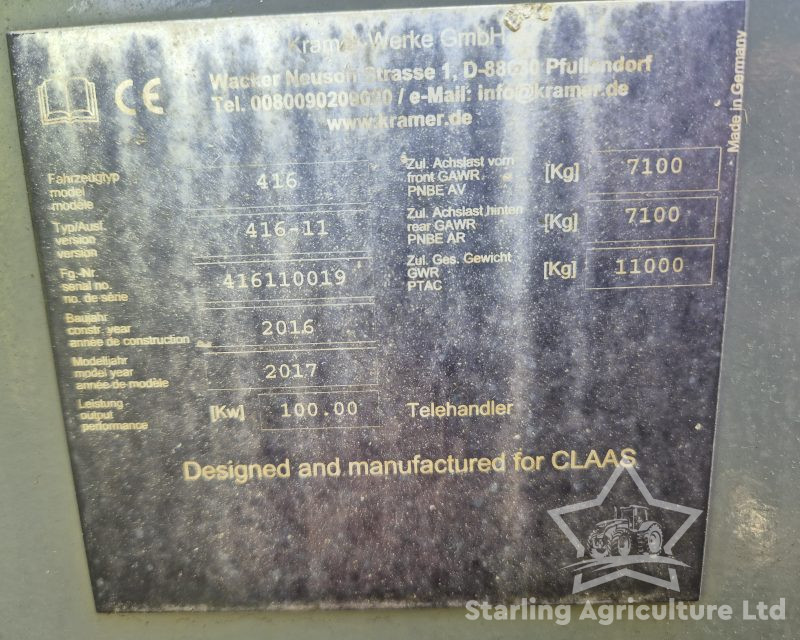 Kramer-Werke GmbH
Wacker Neuson Strasse 1, D-88630 Pfullendorf
Tel. 0080090209020 / e-Mail: info@kramer.de
www.kramer.de
Made in Germany
CE
Fahrzeugtyp
model
modèle
416
Typ/Ausf.
version
version
416-11
Fg.-Nr.
serial no.
no. de série
416110019
Baujahr
constr. year
année de construction
2016
Modelljahr
model year
année de modèle
2017
Leistung
output
performance
[Kw] 100.00
Zul. Achslast vorn
front GAWR
PNBE AV
[Kg] 7100
Zul. Achslast hinten
rear GAWR
PNBE AR
[Kg] 7100
Zul. Ges. Gewicht
GWR
PTAC
[Kg] 11000
Telehandler
Designed and manufactured for CLAAS
Starling Agriculture Ltd